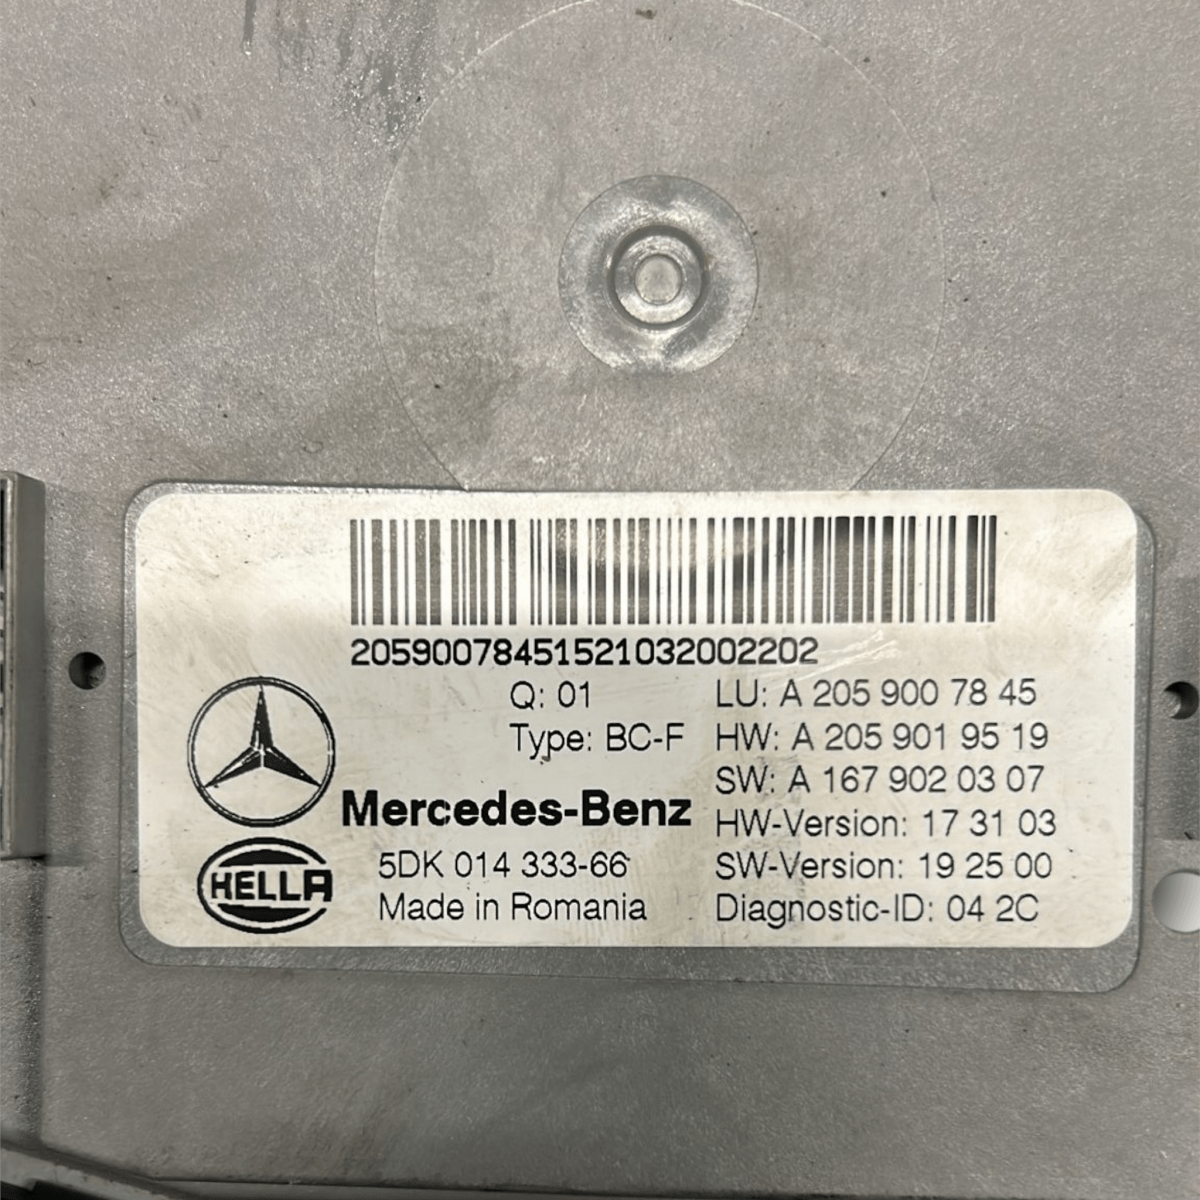 20590078451521032002202
Q: 01
Type: BC-F
LU: A 205 900 78 45
HW: A 205 901 95 19
SW: A 167 902 03 07
HW-Version: 17 31 03
SW-Version: 19 25 00
Diagnostic-ID: 04 2C
Mercedes-Benz
HELLA
5DK 014 333-66
Made in Romania